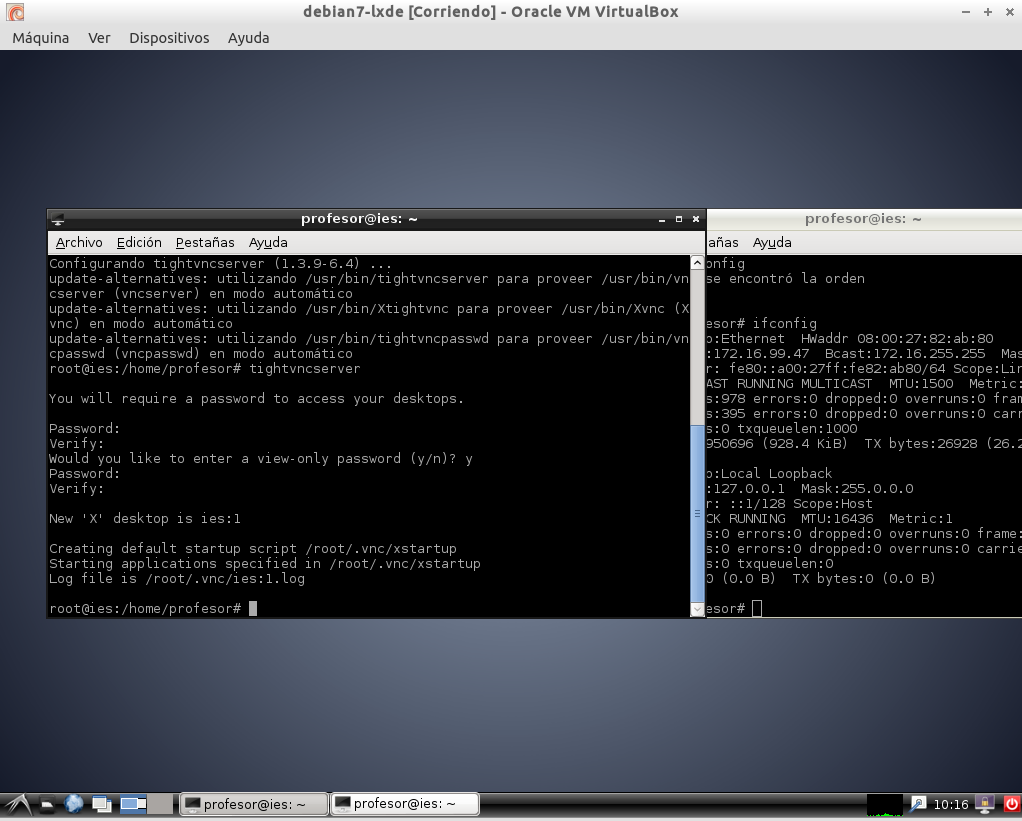 debian7-lxde [Corriendo] - Oracle VM VirtualBox
Máquina Ver Dispositivos Ayuda
profesor@ies: ~
Archivo Edición Pestañas Ayuda
Configurando tightvncserver (1.3.9-6.4) ...
update-alternatives: utilizando /usr/bin/tightvncserver para proveer /usr/bin/vn
cserver (vncserver) en modo automático
update-alternatives: utilizando /usr/bin/Xtightvnc para proveer /usr/bin/Xvnc (X
vnc) en modo automático
update-alternatives: utilizando /usr/bin/tightvncpasswd para proveer /usr/bin/vn
cpasswd (vncpasswd) en modo automático
root@ies:/home/profesor# tightvncserver
You will require a password to access your desktops.
Password:
Verify:
Would you like to enter a view-only password (y/n)? y
Password:
Verify:
New 'X' desktop is ies:1
Creating default startup script /root/.vnc/xstartup
Starting applications specified in /root/.vnc/xstartup
Log file is /root/.vnc/ies:1.log
root@ies:/home/profesor#
profesor@ies: ~
añas Ayuda
onfig
se encontró la orden
esor# ifconfig
o:Ethernet HWaddr 08:00:27:82:ab:80
:172.16.99.47 Bcast:172.16.255.255 Mas
r: fe80::a00:27ff:fe82:ab80/64 Scope:Lin
AST RUNNING MULTICAST MTU:1500 Metric:
s:978 errors:0 dropped:0 overruns:0 fram
s:395 errors:0 dropped:0 overruns:0 carr
s:0 txqueuelen:1000
950696 (928.4 KiB) TX bytes:26928 (26.2
o:Local Loopback
:127.0.0.1 Mask:255.0.0.0
r: ::1/128 Scope:Host
CK RUNNING MTU:16436 Metric:1
s:0 errors:0 dropped:0 overruns:0 frame:
s:0 errors:0 dropped:0 overruns:0 carrie
s:0 txqueuelen:0
0 (0.0 B) TX bytes:0 (0.0 B)
esor#
profesor@ies: ~
profesor@ies: ~
10:16